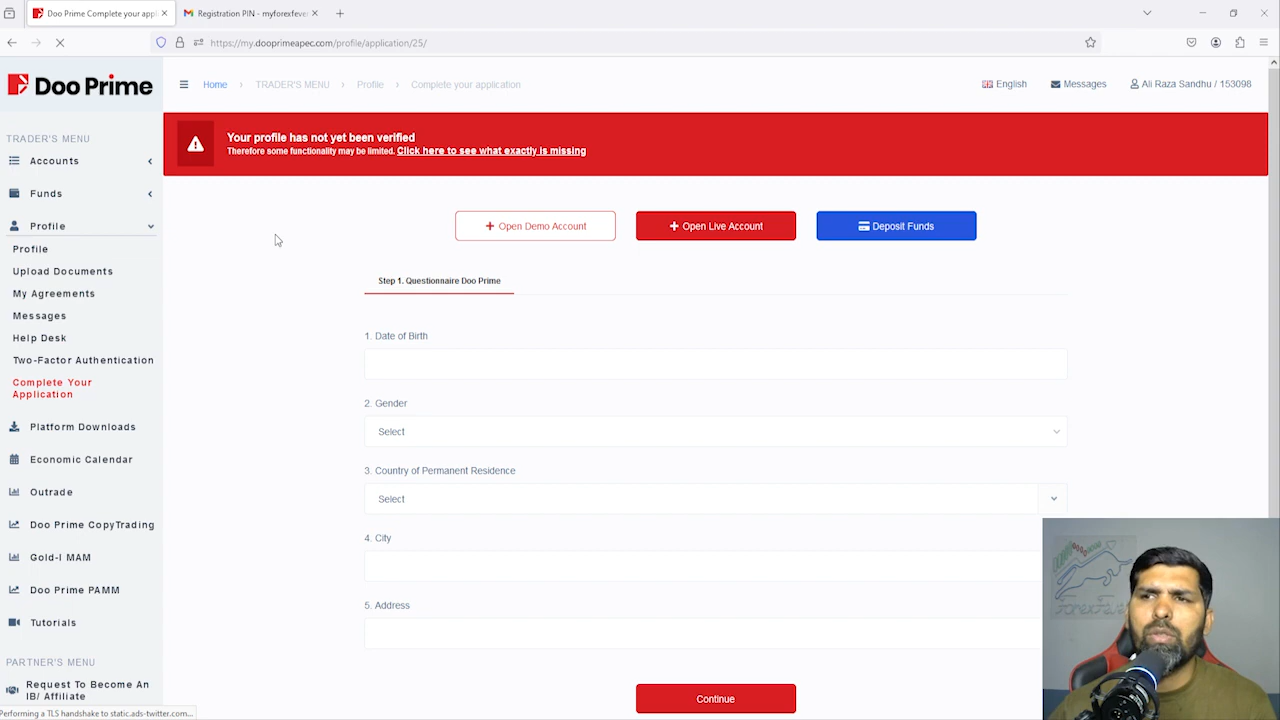 Doo Prime Complete your appl
Registration PIN - myforexfever
https://my.dooprimeapec.com/profile/application/25/
Doo Prime
Home
TRADER'S MENU
Profile
Complete your application
English
Messages
Ali Raza Sandhu / 153098
Your profile has not yet been verified
Therefore some functionality may be limited. Click here to see what exactly is missing
TRADER'S MENU
Accounts
Funds
Profile
Profile
Upload Documents
My Agreements
Messages
Help Desk
Two-Factor Authentication
Complete Your
Application
Platform Downloads
Economic Calendar
Outrade
Doo Prime CopyTrading
Gold-I MAM
Doo Prime PAMM
Tutorials
PARTNER'S MENU
Request To Become An
IB/ Affiliate
Performing a TLS handshake to static.ads-twitter.com...
Open Demo Account
Open Live Account
Deposit Funds
Step 1. Questionnaire Doo Prime
1. Date of Birth
2. Gender
Select
3. Country of Permanent Residence
Select
4. City
5. Address
Continue